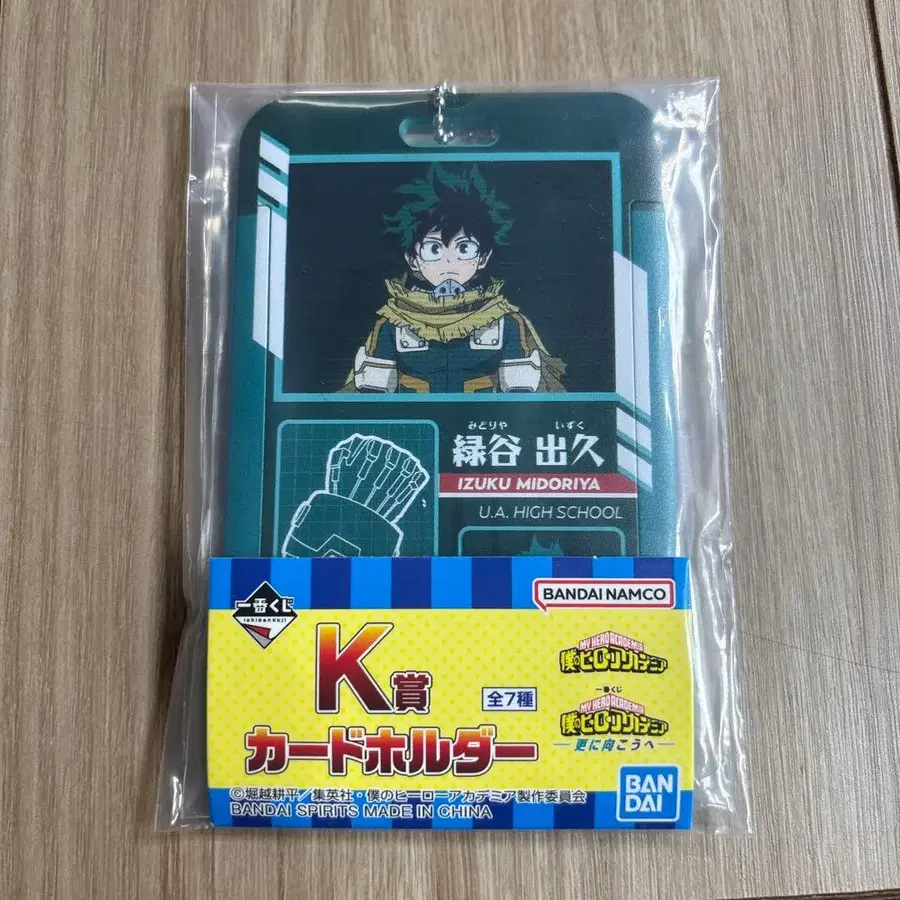 みどりや いずく
緑谷 出久
IZUKU MIDORIYA
U.A. HIGH SCHOOL
一番くじ
ichibanKuji
BANDAI NAMCO
K賞
全7種
カードホルダー
MY HERO ACADEMIA
僕のヒーローアカデミア
一番くじ
MY HERO ACADEMIA
僕のヒーローアカデミア
更に向こうへ
©堀越耕平／集英社・僕のヒーローアカデミア製作委員会
BANDAI SPIRITS MADE IN CHINA
BAN
DAI